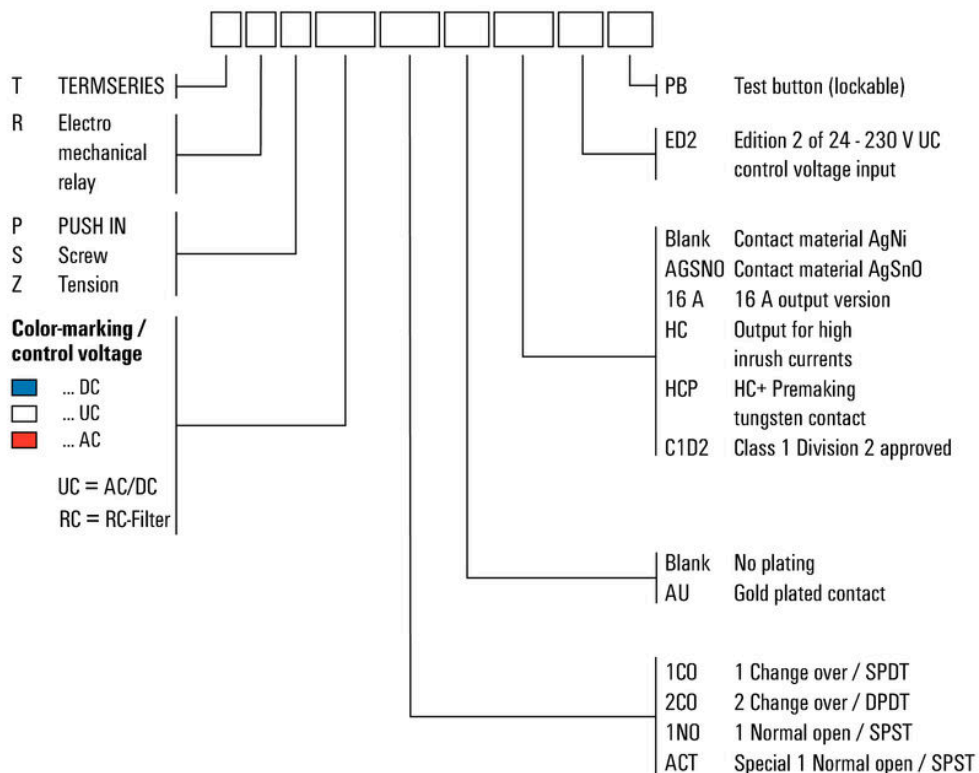 T TERMSERIES
R Electro
mechanical
relay
P PUSH IN
S Screw
Z Tension
Color-marking /
control voltage
... DC
... UC
... AC
UC = AC/DC
RC = RC-Filter
PB Test button (lockable)
ED2 Edition 2 of 24 - 230 V UC
control voltage input
Blank Contact material AgNi
AGSNO Contact material AgSnO
16 A 16 A output version
HC Output for high
inrush currents
HCP HC+ Premaking
tungsten contact
C1D2 Class 1 Division 2 approved
Blank No plating
AU Gold plated contact
1CO 1 Change over / SPDT
2CO 2 Change over / DPDT
1NO 1 Normal open / SPST
ACT Special 1 Normal open / SPST